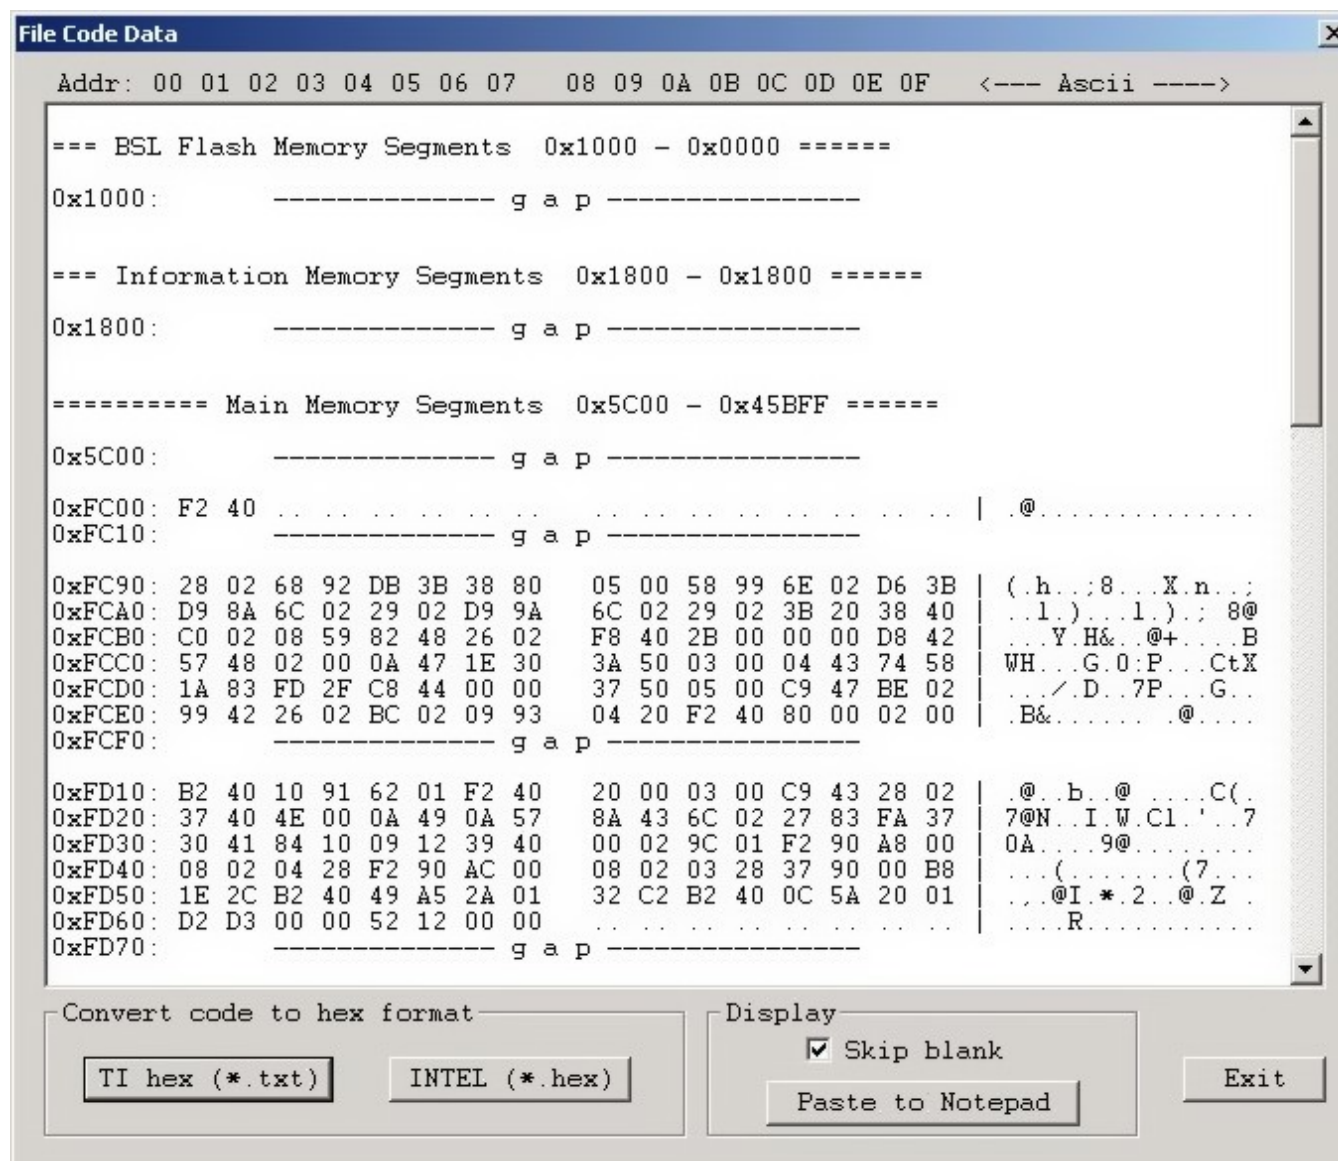 File Code Data
Addr: 00 01 02 03 04 05 06 07 08 09 0A 0B 0C 0D 0E 0F <--- Ascii ---->
=== BSL Flash Memory Segments 0x1000 - 0x0000 ======
0x1000: -------------- g a p ----------------
=== Information Memory Segments 0x1800 - 0x1800 ======
0x1800: -------------- g a p ----------------
========== Main Memory Segments 0x5C00 - 0x45BFF ======
0x5C00: -------------- g a p ----------------
0xFC00: F2 40 .. .. .. .. .. .. .. .. .. .. .. .. .. .. | .@..............
0xFC10: -------------- g a p ----------------
0xFC90: 28 02 68 92 DB 3B 38 80 05 00 58 99 6E 02 D6 3B | (.h..;8...X.n..;
0xFCA0: D9 8A 6C 02 29 02 D9 9A 6C 02 29 02 3B 20 38 40 | ..l.)...l.).; 8@
0xFCB0: C0 02 08 59 82 48 26 02 F8 40 2B 00 00 00 D8 42 | ...Y.H&..@+....B
0xFCC0: 57 48 02 00 0A 47 1E 30 3A 50 03 00 04 43 74 58 | WH...G.0:P...CtX
0xFCD0: 1A 83 FD 2F C8 44 00 00 37 50 05 00 C9 47 BE 02 | .../.D..7P...G..
0xFCE0: 99 42 26 02 BC 02 09 93 04 20 F2 40 80 00 02 00 | .B&...... .@....
0xFCF0: -------------- g a p ----------------
0xFD10: B2 40 10 91 62 01 F2 40 20 00 03 00 C9 43 28 02 | .@..b..@ ....C(.
0xFD20: 37 40 4E 00 0A 49 0A 57 8A 43 6C 02 27 83 FA 37 | 7@N..I.W.Cl.'..7
0xFD30: 30 41 84 10 09 12 39 40 00 02 9C 01 F2 90 A8 00 | 0A....9@........
0xFD40: 08 02 04 28 F2 90 AC 00 08 02 03 28 37 90 00 B8 | ...(.......(7...
0xFD50: 1E 2C B2 40 49 A5 2A 01 32 C2 B2 40 0C 5A 20 01 | .,.@I.*.2..@.Z .
0xFD60: D2 D3 00 00 52 12 00 00 .. .. .. .. .. .. .. .. | ....R...........
0xFD70: -------------- g a p ----------------
Convert code to hex format
TI hex (*.txt)
INTEL (*.hex)
Display
Skip blank
Paste to Notepad
Exit